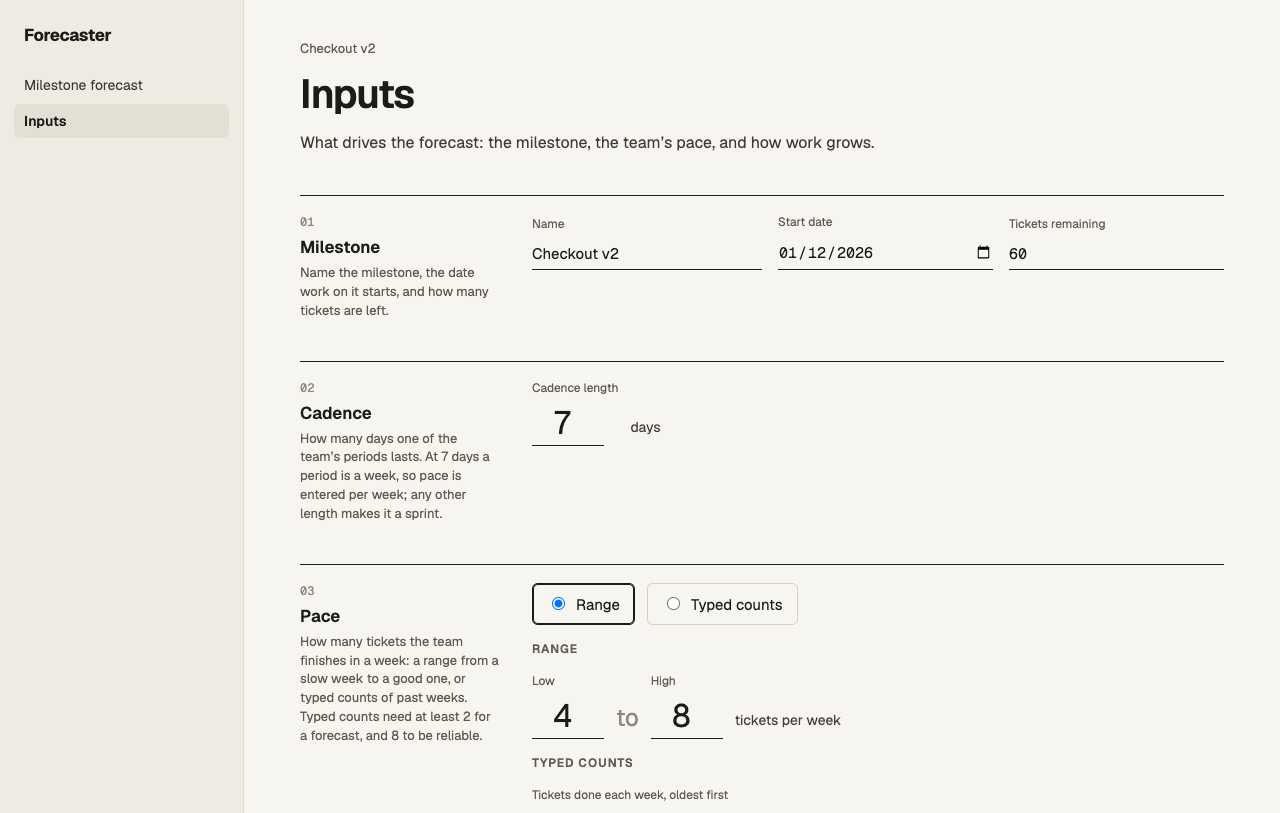 Forecaster
Milestone forecast
Inputs
Checkout v2
Inputs
What drives the forecast: the milestone, the team’s pace, and how work grows.
01
Milestone
Name the milestone, the date
work on it starts, and how many
tickets are left.
Name
Checkout v2
Start date
01/12/2026
Tickets remaining
60
02
Cadence
How many days one of the
team’s periods lasts. At 7 days a
period is a week, so pace is
entered per week; any other
length makes it a sprint.
Cadence length
7 days
03
Pace
How many tickets the team
finishes in a week: a range from a
slow week to a good one, or
typed counts of past weeks.
Typed counts need at least 2 for
a forecast, and 8 to be reliable.
Range
Typed counts
RANGE
Low
High
4 to 8 tickets per week
TYPED COUNTS
Tickets done each week, oldest first